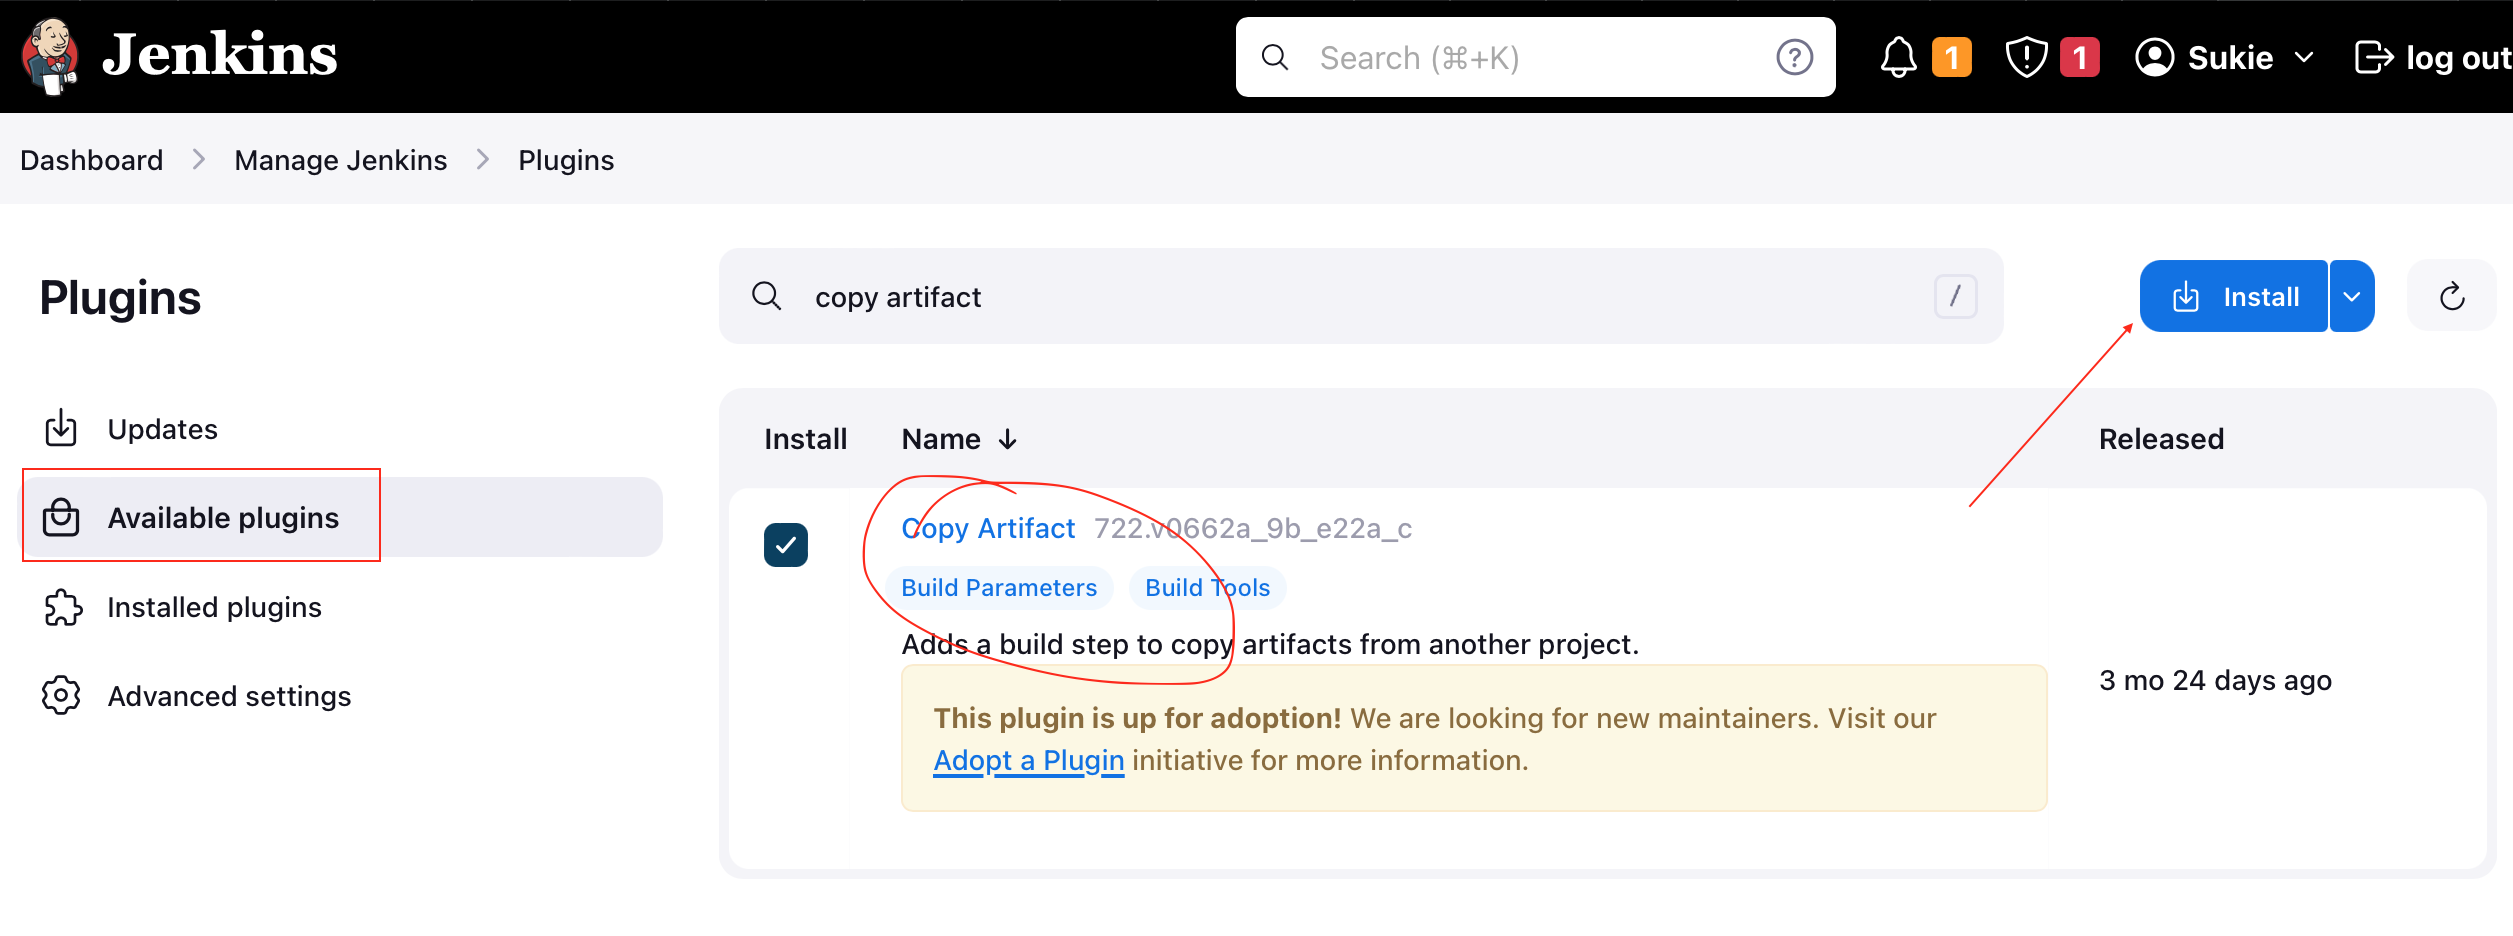 Jenkins
Search (⌘+K)
?
1
1
Sukie
log out
Dashboard
Manage Jenkins
Plugins
Plugins
copy artifact
/
Install
Updates
Available plugins
Installed plugins
Advanced settings
Install
Name ↓
Released
Copy Artifact 722.v0662a_9b_e22a_c
Build Parameters
Build Tools
Adds a build step to copy artifacts from another project.
This plugin is up for adoption! We are looking for new maintainers. Visit our
Adopt a Plugin initiative for more information.
3 mo 24 days ago